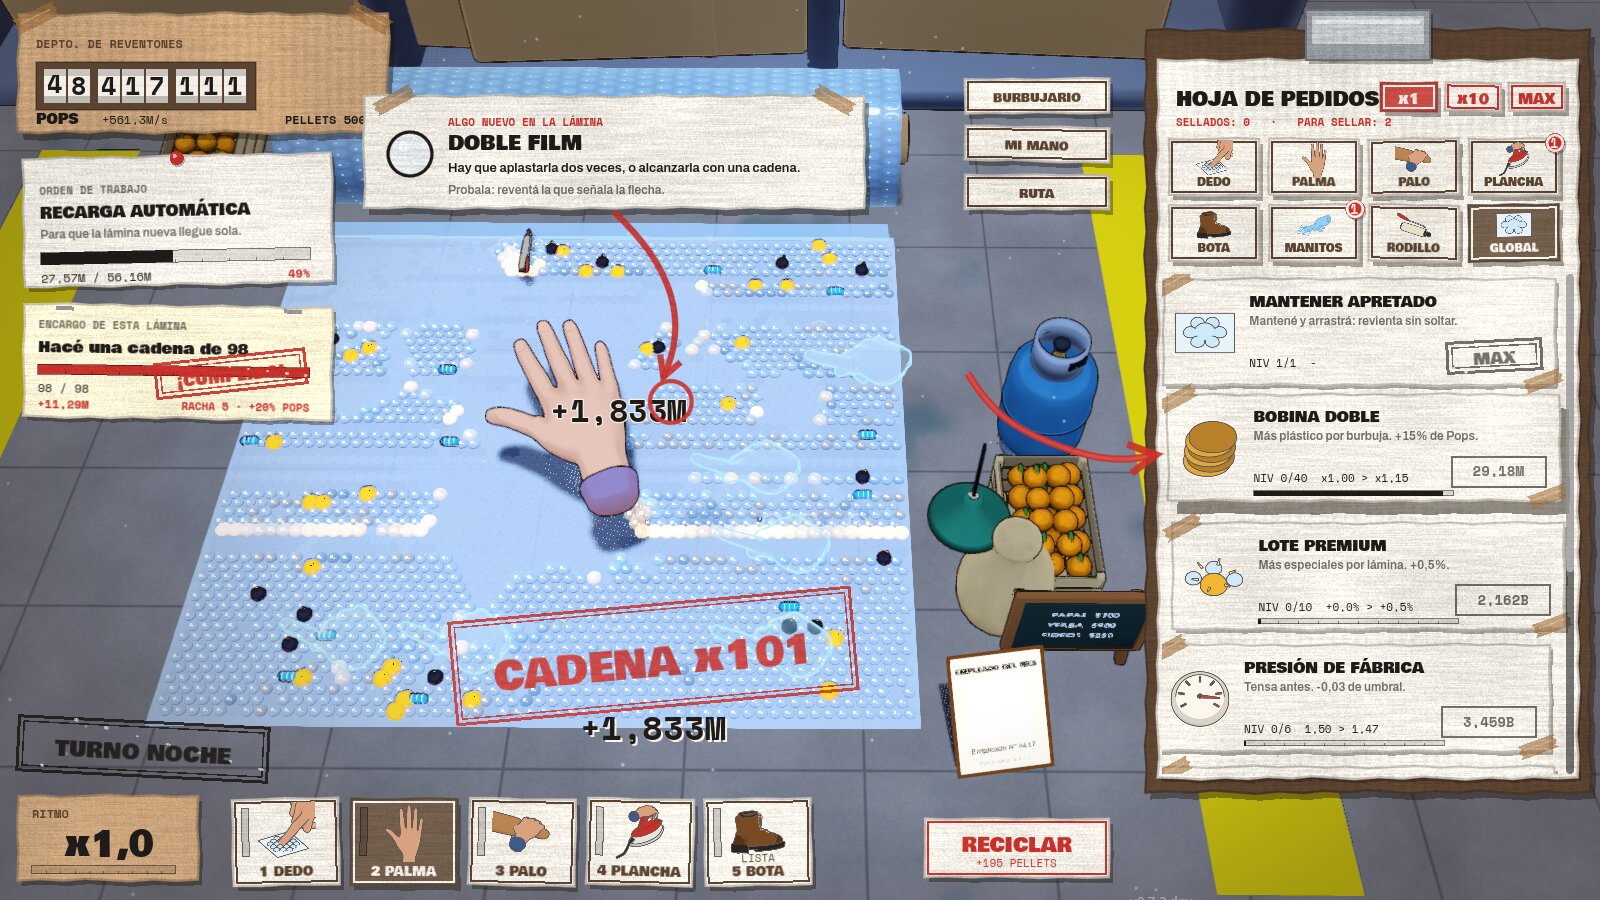 DEPTO. DE REVENTONES
48 417 111
POPS +561.3M/s PELLETS 500
ORDEN DE TRABAJO
RECARGA AUTOMÁTICA
Para que la lámina nueva llegue sola.
27.57M / 56.16M 49%
ENCARGO DE ESTA LÁMINA
Hacé una cadena de 98
98 / 98
+11.29M RACHA 5 · +20% POPS
ALGO NUEVO EN LA LÁMINA
DOBLE FILM
Hay que aplastarla dos veces, o alcanzarla con una cadena.
Probala: reventá la que señala la flecha.
BURBUJARIO
MI MANO
RUTA
+1,833M
CADENA x101
+1,833M
EMPLEADO DEL MES
TURNO NOCHE
RITMO
x1,0
1 DEDO
2 PALMA
3 PALO
4 PLANCHA
LISTA
5 BOTA
RECICLAR
+195 PELLETS
HOJA DE PEDIDOS x1 x10 MAX
SELLADOS: 0 · PARA SELLAR: 2
DEDO PALMA PALO PLANCHA 1
BOTA MANITOS 1 RODILLO GLOBAL
MANTENER APRETADO
Mantené y arrastrá: revienta sin soltar.
NIV 1/1 - MAX
BOBINA DOBLE
Más plástico por burbuja. +15% de Pops.
NIV 0/40 x1.00 > x1.15 29,18M
LOTE PREMIUM
Más especiales por lámina. +0,5%.
NIV 0/10 +0.0% > +0.5% 2,162B
PRESIÓN DE FÁBRICA
Tensa antes. -0,03 de umbral.
NIV 0/6 1.50 > 1.47 3,459B